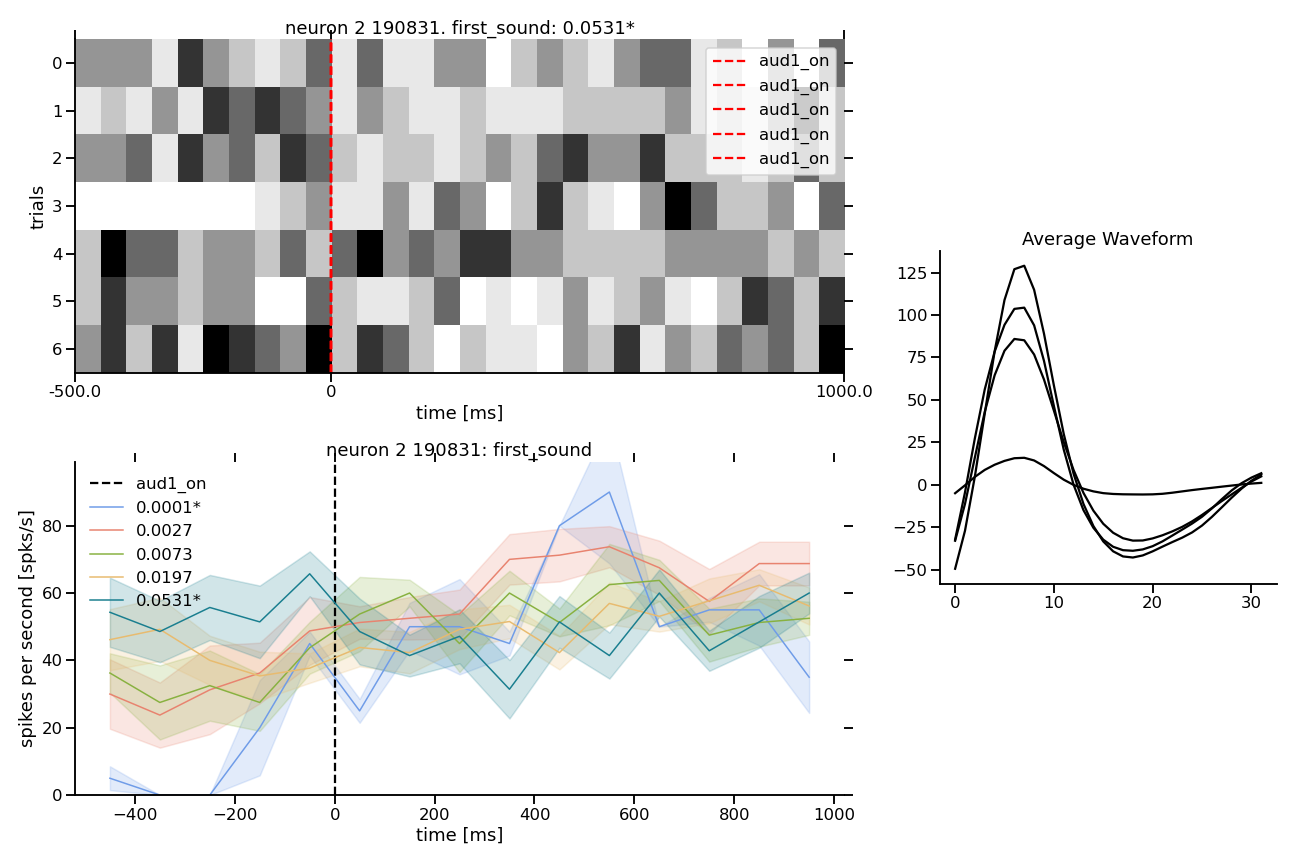 neuron 2 190831. first_sound: 0.0531*
trials
0
1
2
3
4
5
6
aud1_on
aud1_on
aud1_on
aud1_on
aud1_on
-500.0 0 1000.0
time [ms]
neuron 2 190831: first_sound
spikes per second [spks/s]
80
60
40
20
0
aud1_on
0.0001*
0.0027
0.0073
0.0197
0.0531*
−400 −200 0 200 400 600 800 1000
time [ms]
Average Waveform
125
100
75
50
25
0
−25
−50
0 10 20 30